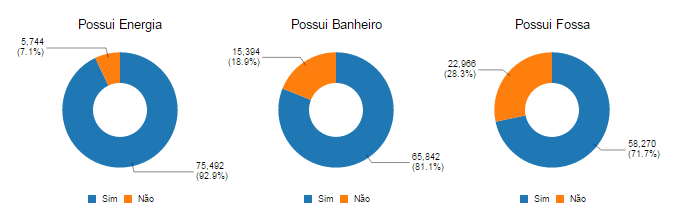 Possui Energia
5,744
(7.1%)
75,492
(92.9%)
Sim Não
Possui Banheiro
15,394
(18.9%)
65,842
(81.1%)
Sim Não
Possui Fossa
22,966
(28.3%)
58,270
(71.7%)
Sim Não